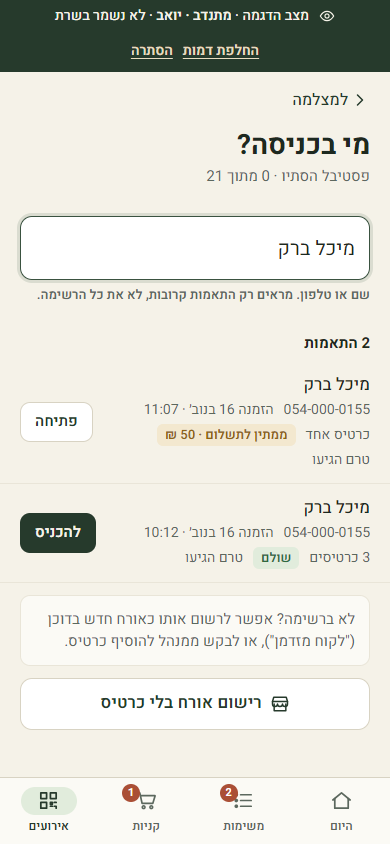 מצב הדגמה · מתנדב · יואב · לא נשמר בשרת
החלפת דמות הסתרה
למצלמה
מי בכניסה?
פסטיבל הסתיו · 0 מתוך 21
מיכל ברק
שם או טלפון. מראים רק התאמות קרובות, לא את כל הרשימה.
2 התאמות
מיכל ברק
054-000-0155 הזמנה 16 בנוב׳ · 11:07
כרטיס אחד ממתין לתשלום · 50 ₪
טרם הגיעו
פתיחה
מיכל ברק
054-000-0155 הזמנה 16 בנוב׳ · 10:12
3 כרטיסים שולם טרם הגיעו
להכניס
לא ברשימה? אפשר לרשום אותו כאורח חדש בדוכן
("לקוח מזדמן"), או לבקש ממנהל להוסיף כרטיס.
רישום אורח בלי כרטיס
2 1
היום משימות קניות אירועים